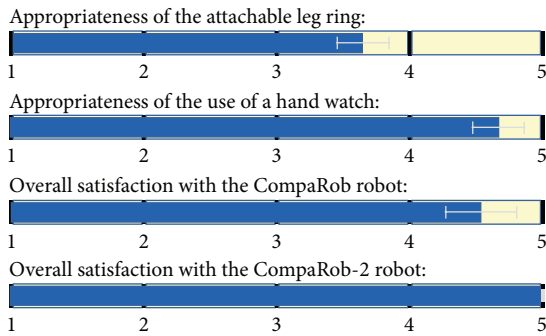 Appropriateness of the attachable leg ring:
1 2 3 4 5
Appropriateness of the use of a hand watch:
1 2 3 4 5
Overall satisfaction with the CompaRob robot:
1 2 3 4 5
Overall satisfaction with the CompaRob-2 robot:
1 2 3 4 5